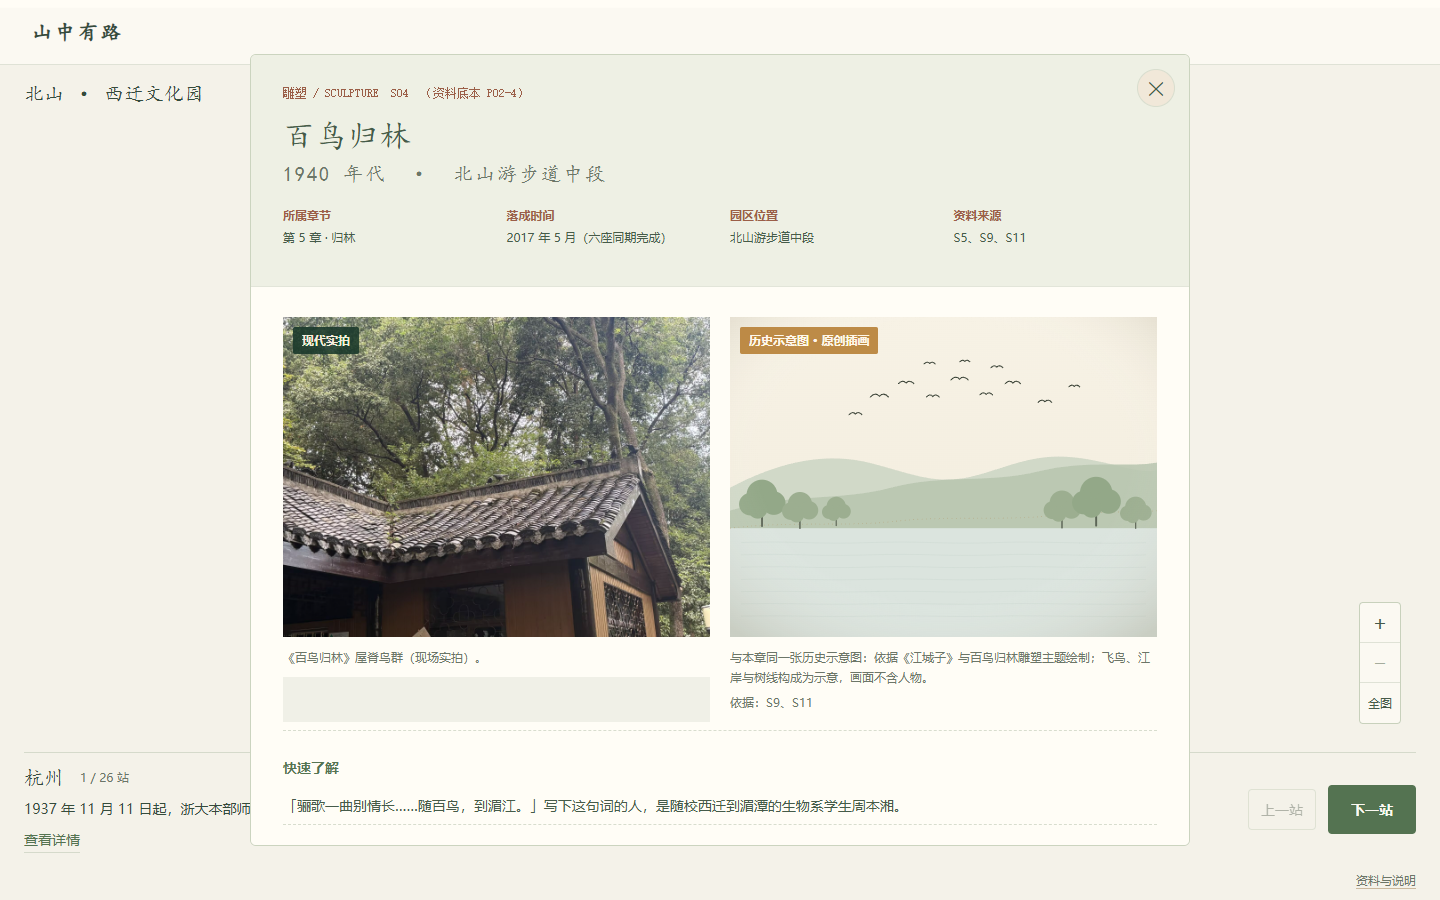 山中有路
北山 • 西迁文化园
雕塑 / SCULPTURE S04 （资料底本 P02-4）
百鸟归林
1940 年代 • 北山游步道中段
所属章节
第 5 章 · 归林
落成时间
2017 年 5 月（六座同期完成）
园区位置
北山游步道中段
资料来源
S5、S9、S11
现代实拍
历史示意图 • 原创插画
《百鸟归林》屋脊鸟群（现场实拍）。
与本章同一张历史示意图：依据《江城子》与百鸟归林雕塑主题绘制；飞鸟、江
岸与树线构成为示意，画面不含人物。
依据：S9、S11
快速了解
「骊歌一曲别情长……随百鸟，到湄江。」写下这句词的人，是随校西迁到湄潭的生物系学生周本湘。
+
−
全图
杭州 1 / 26 站
1937 年 11 月 11 日起，浙大本部师
查看详情
上一站
下一站
资料与说明